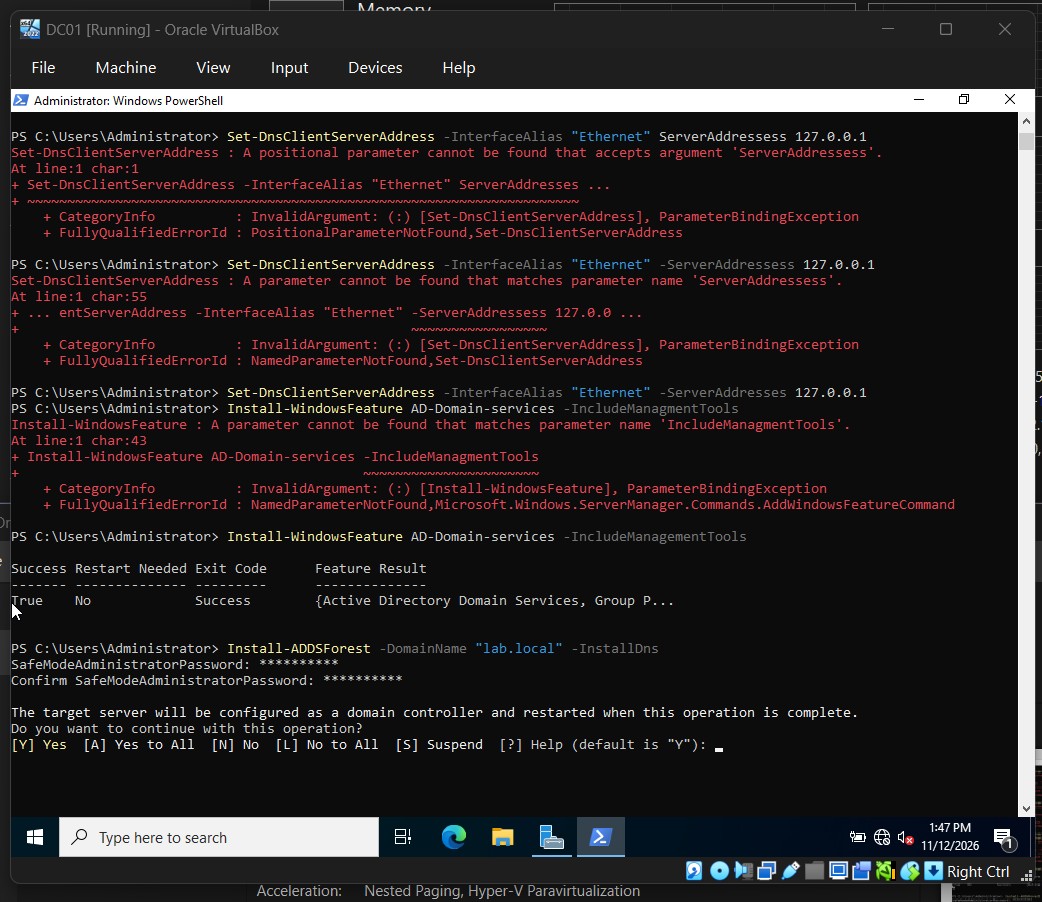 Memory
DC01 [Running] - Oracle VirtualBox
File Machine View Input Devices Help
Administrator: Windows PowerShell
PS C:\Users\Administrator> Set-DnsClientServerAddress -InterfaceAlias "Ethernet" ServerAddressess 127.0.0.1
Set-DnsClientServerAddress : A positional parameter cannot be found that accepts argument 'ServerAddressess'.
At line:1 char:1
+ Set-DnsClientServerAddress -InterfaceAlias "Ethernet" ServerAddresses ...
+ ~~~~~~~~~~~~~~~~~~~~~~~~~~~~~~~~~~~~~~~~~~~~~~~~~~~~~~~~~~~~~~~~~~~~~
+ CategoryInfo : InvalidArgument: (:) [Set-DnsClientServerAddress], ParameterBindingException
+ FullyQualifiedErrorId : PositionalParameterNotFound,Set-DnsClientServerAddress
PS C:\Users\Administrator> Set-DnsClientServerAddress -InterfaceAlias "Ethernet" -ServerAddressess 127.0.0.1
Set-DnsClientServerAddress : A parameter cannot be found that matches parameter name 'ServerAddressess'.
At line:1 char:55
+ ... entServerAddress -InterfaceAlias "Ethernet" -ServerAddressess 127.0.0 ...
+ ~~~~~~~~~~~~~~~~~
+ CategoryInfo : InvalidArgument: (:) [Set-DnsClientServerAddress], ParameterBindingException
+ FullyQualifiedErrorId : NamedParameterNotFound,Set-DnsClientServerAddress
PS C:\Users\Administrator> Set-DnsClientServerAddress -InterfaceAlias "Ethernet" -ServerAddresses 127.0.0.1
PS C:\Users\Administrator> Install-WindowsFeature AD-Domain-services -IncludeManagmentTools
Install-WindowsFeature : A parameter cannot be found that matches parameter name 'IncludeManagmentTools'.
At line:1 char:43
+ Install-WindowsFeature AD-Domain-services -IncludeManagmentTools
+ ~~~~~~~~~~~~~~~~~~~~~~
+ CategoryInfo : InvalidArgument: (:) [Install-WindowsFeature], ParameterBindingException
+ FullyQualifiedErrorId : NamedParameterNotFound,Microsoft.Windows.ServerManager.Commands.AddWindowsFeatureCommand
PS C:\Users\Administrator> Install-WindowsFeature AD-Domain-services -IncludeManagementTools
Success Restart Needed Exit Code Feature Result
------- -------------- --------- --------------
True No Success {Active Directory Domain Services, Group P...
PS C:\Users\Administrator> Install-ADDSForest -DomainName "lab.local" -InstallDns
SafeModeAdministratorPassword: **********
Confirm SafeModeAdministratorPassword: **********
The target server will be configured as a domain controller and restarted when this operation is complete.
Do you want to continue with this operation?
[Y] Yes [A] Yes to All [N] No [L] No to All [S] Suspend [?] Help (default is "Y"):
Type here to search
1:47 PM
11/12/2026
1
Right Ctrl
Acceleration: Nested Paging, Hyper-V Paravirtualization